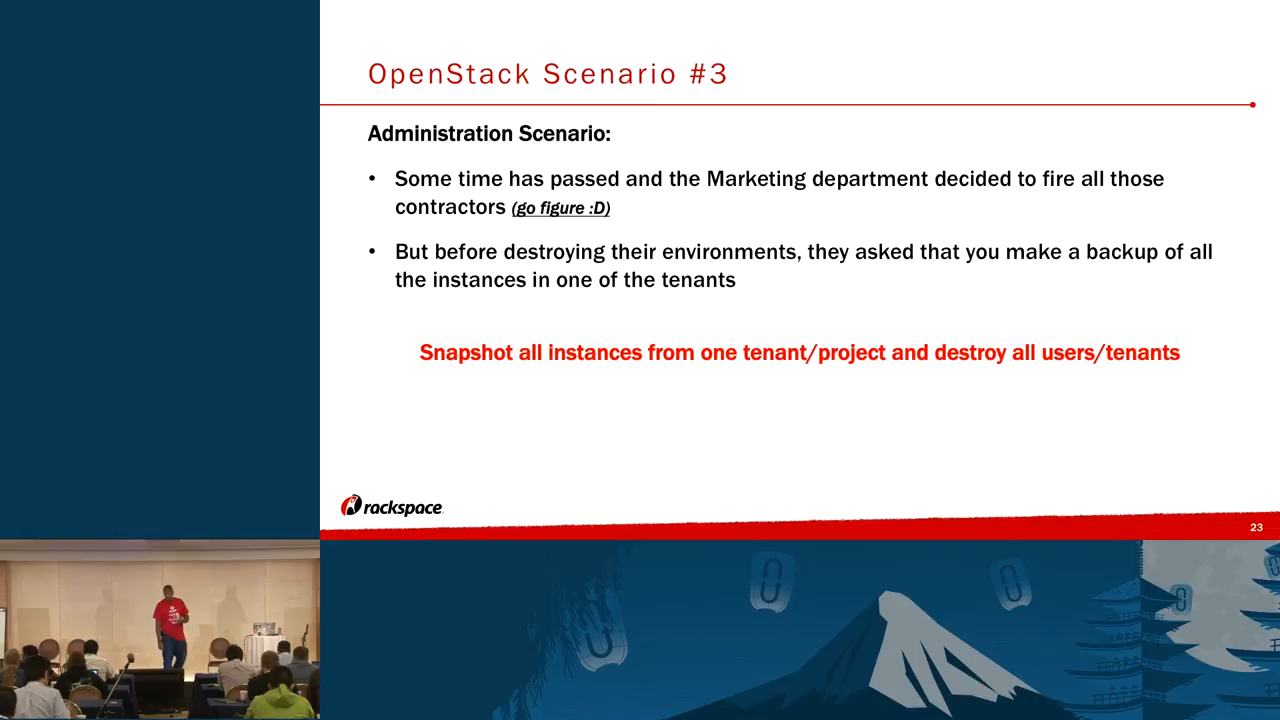 OpenStack Scenario #3
Administration Scenario:
• Some time has passed and the Marketing department decided to fire all those
contractors (go figure :D)
• But before destroying their environments, they asked that you make a backup of all
the instances in one of the tenants
Snapshot all instances from one tenant/project and destroy all users/tenants
rackspace
23